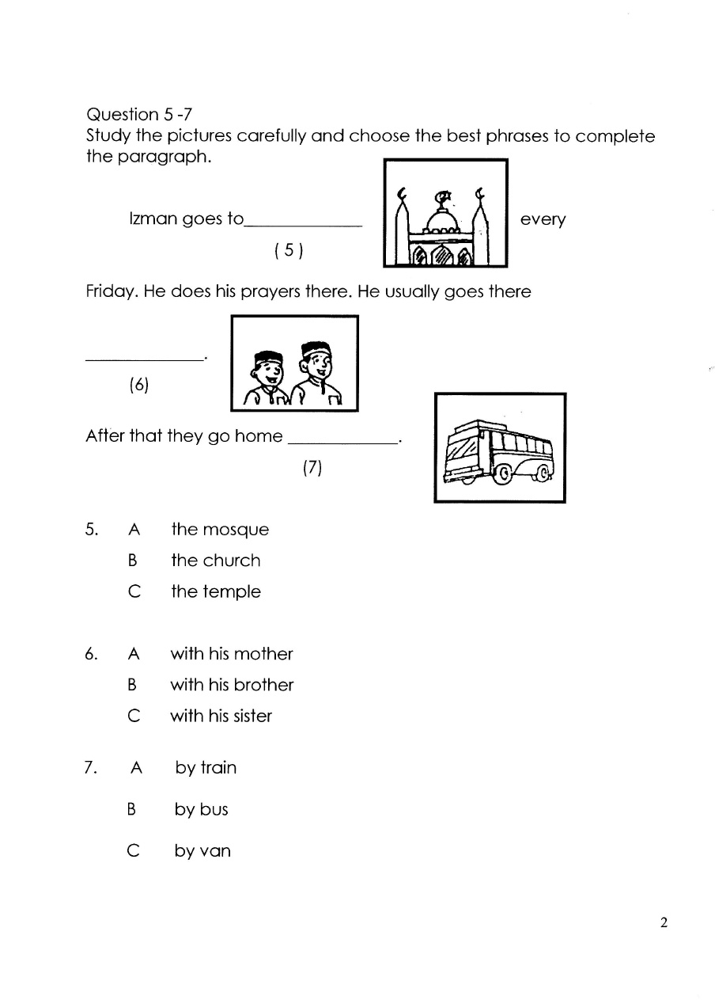 Question 5 -7
Study the pictures carefully and choose the best phrases to complete
the paragraph.
Izman goes to_____________ every
( 5 )
Friday. He does his prayers there. He usually goes there
_____________.
(6)
After that they go home ____________.
(7)
5. A the mosque
B the church
C the temple
6. A with his mother
B with his brother
C with his sister
7. A by train
B by bus
C by van
2